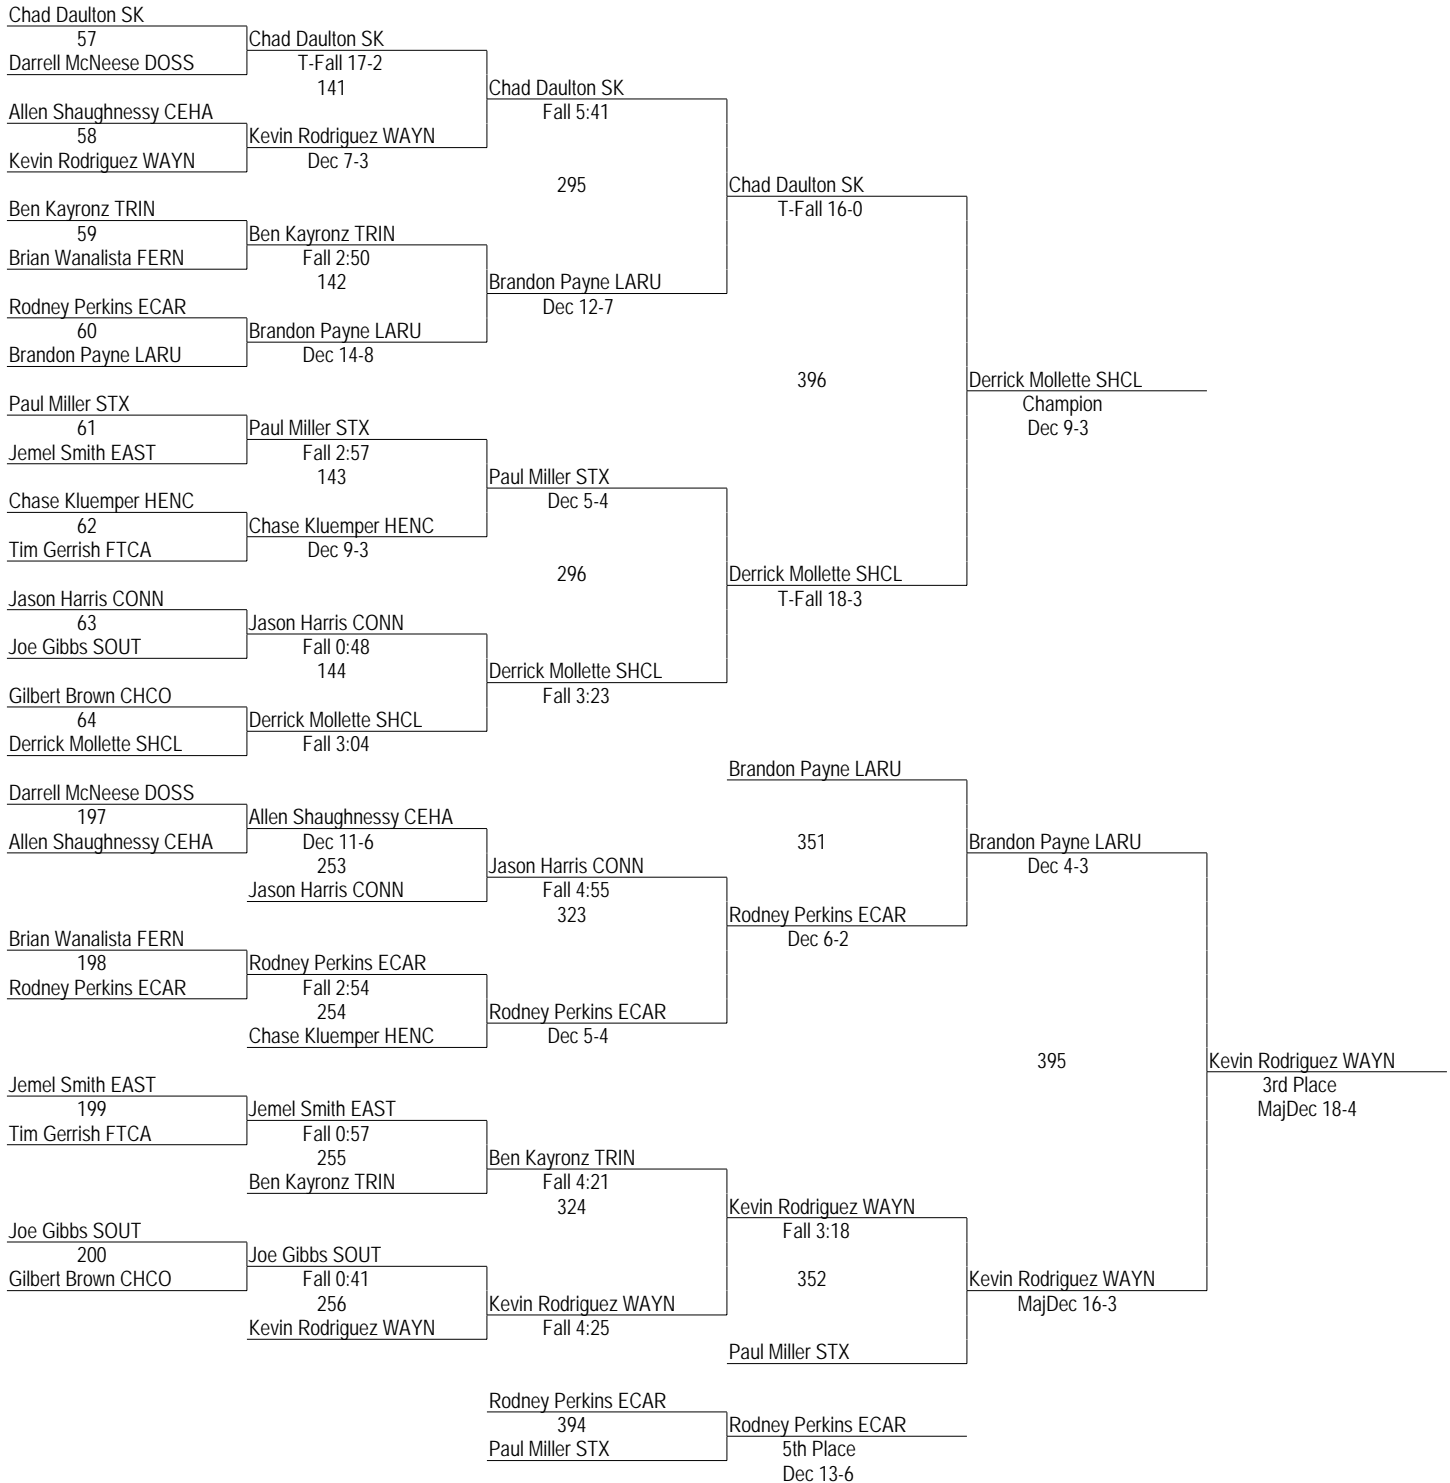 Chad Daulton SK
57
Darrell McNeese DOSS
Chad Daulton SK
T-Fall 17-2
141
Allen Shaughnessy CEHA
58
Kevin Rodriguez WAYN
Kevin Rodriguez WAYN
Dec 7-3
Chad Daulton SK
Fall 5:41
295
Ben Kayronz TRIN
59
Brian Wanalista FERN
Ben Kayronz TRIN
Fall 2:50
142
Rodney Perkins ECAR
60
Brandon Payne LARU
Brandon Payne LARU
Dec 14-8
Brandon Payne LARU
Dec 12-7
Chad Daulton SK
T-Fall 16-0
396
Paul Miller STX
61
Jemel Smith EAST
Paul Miller STX
Fall 2:57
143
Chase Kluemper HENC
62
Tim Gerrish FTCA
Chase Kluemper HENC
Dec 9-3
Paul Miller STX
Dec 5-4
296
Jason Harris CONN
63
Joe Gibbs SOUT
Jason Harris CONN
Fall 0:48
144
Gilbert Brown CHCO
64
Derrick Mollette SHCL
Derrick Mollette SHCL
Fall 3:04
Derrick Mollette SHCL
Fall 3:23
Derrick Mollette SHCL
T-Fall 18-3
Derrick Mollette SHCL
Champion
Dec 9-3
Darrell McNeese DOSS
197
Allen Shaughnessy CEHA
Allen Shaughnessy CEHA
Dec 11-6
253
Jason Harris CONN
Jason Harris CONN
Fall 4:55
323
Brian Wanalista FERN
198
Rodney Perkins ECAR
Rodney Perkins ECAR
Fall 2:54
254
Chase Kluemper HENC
Rodney Perkins ECAR
Dec 5-4
Brandon Payne LARU
351
Rodney Perkins ECAR
Dec 6-2
Brandon Payne LARU
Dec 4-3
395
Jemel Smith EAST
199
Tim Gerrish FTCA
Jemel Smith EAST
Fall 0:57
255
Ben Kayronz TRIN
Ben Kayronz TRIN
Fall 4:21
324
Joe Gibbs SOUT
200
Gilbert Brown CHCO
Joe Gibbs SOUT
Fall 0:41
256
Kevin Rodriguez WAYN
Kevin Rodriguez WAYN
Fall 4:25
Kevin Rodriguez WAYN
Fall 3:18
352
Paul Miller STX
Kevin Rodriguez WAYN
MajDec 16-3
Kevin Rodriguez WAYN
3rd Place
MajDec 18-4
Rodney Perkins ECAR
394
Paul Miller STX
Rodney Perkins ECAR
5th Place
Dec 13-6